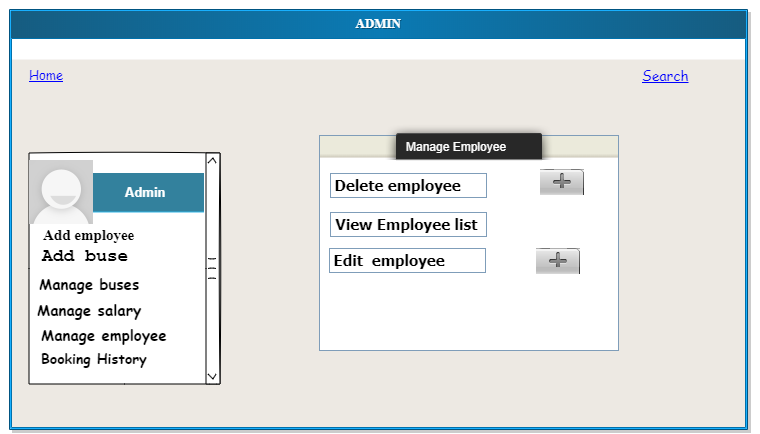 ADMIN
Home
Search
Admin
Add employee
Add buse
Manage buses
Manage salary
Manage employee
Booking History
Manage Employee
Delete employee
View Employee list
Edit employee